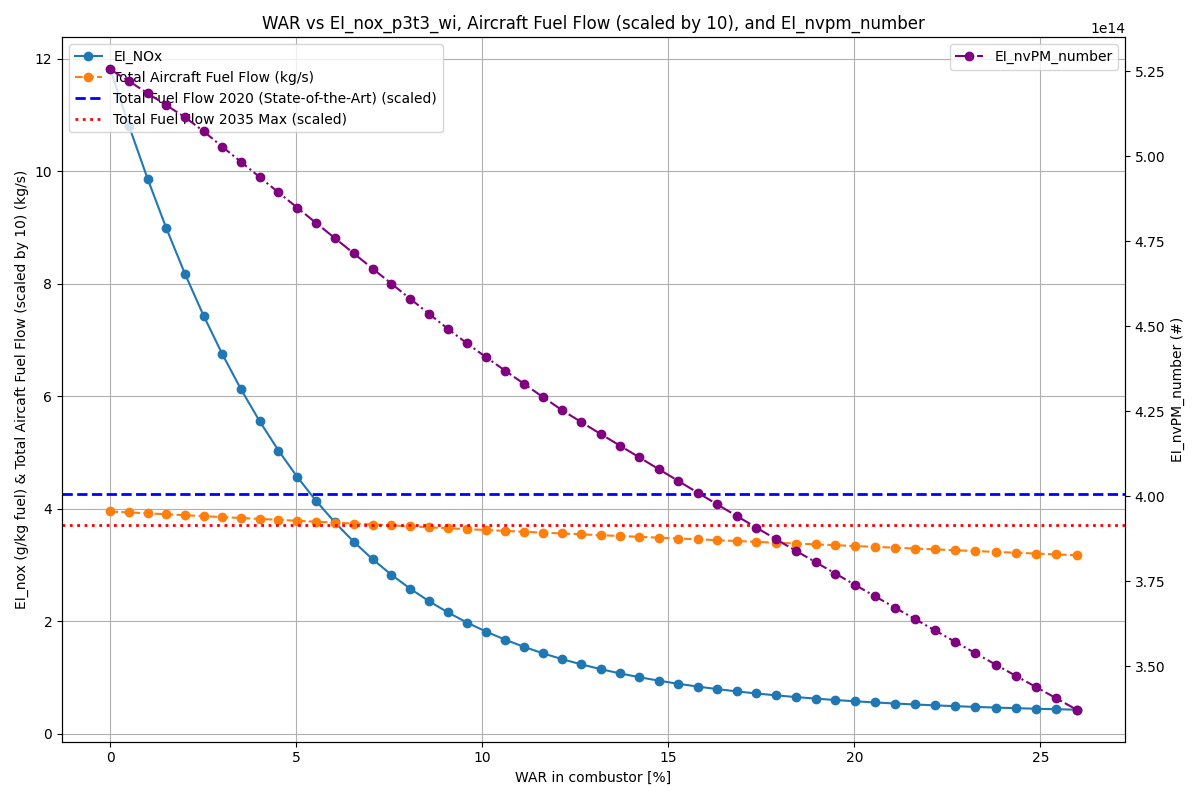 WAR vs EI_nox_p3t3_wi, Aircraft Fuel Flow (scaled by 10), and EI_nvpm_number
1e14
EI_NOx
Total Aircraft Fuel Flow (kg/s)
Total Fuel Flow 2020 (State-of-the-Art) (scaled)
Total Fuel Flow 2035 Max (scaled)
EI_nvPM_number
EI_nox (g/kg fuel) & Total Aircaft Fuel Flow (scaled by 10) (kg/s)
12
10
8
6
4
2
0
5.25
5.00
4.75
4.50
4.25
4.00
3.75
3.50
EI_nvPM_number (#)
0 5 10 15 20 25
WAR in combustor [%]